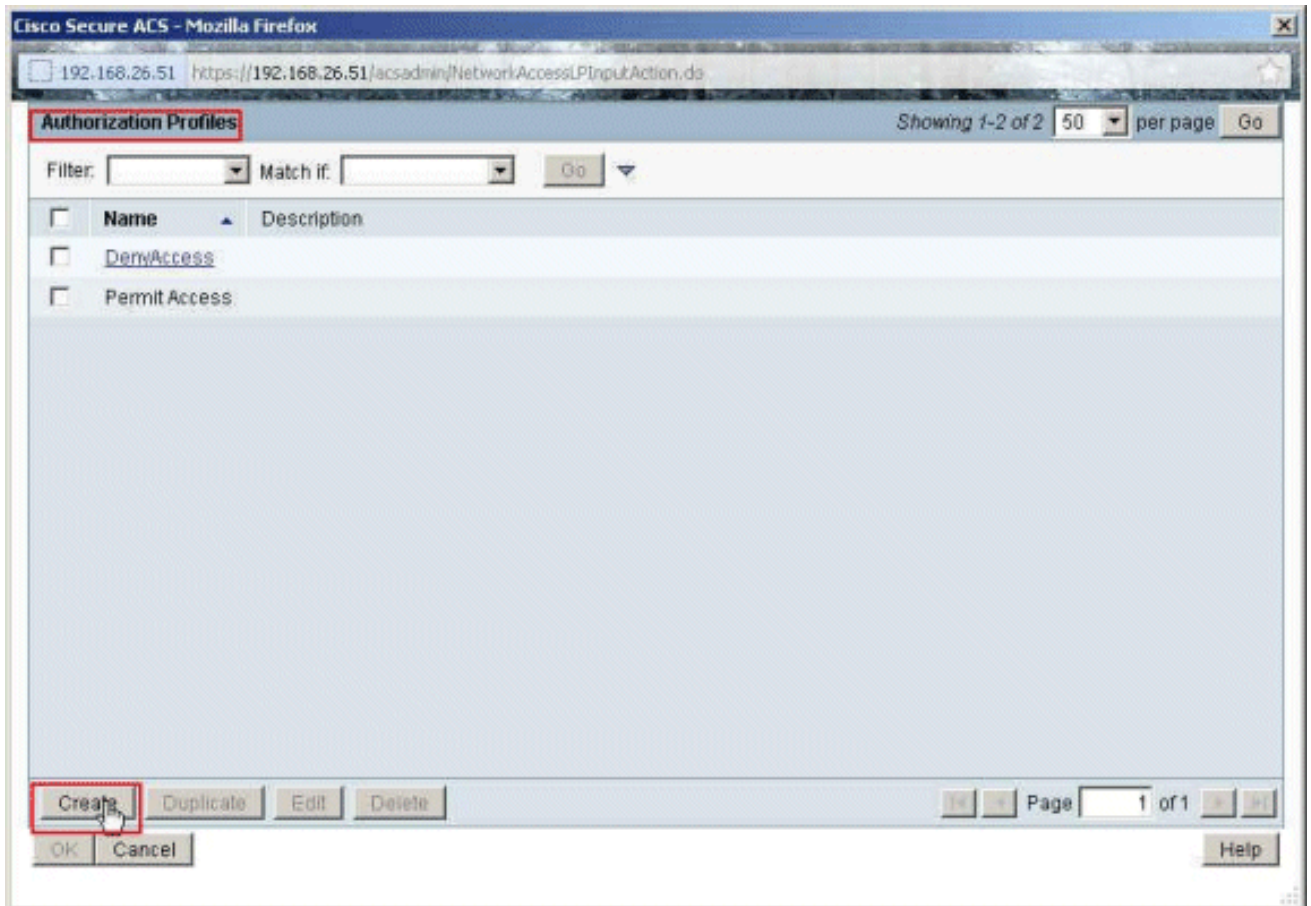 Cisco Secure ACS - Mozilla Firefox
192.168.26.51 https://192.168.26.51/acsadmin/NetworkAccessLPInputAction.do
Authorization Profiles Showing 1-2 of 2 50 per page Go
Filter: Match if: Go
Name Description
DenyAccess
Permit Access
Create Duplicate Edit Delete Page 1 of 1
OK Cancel Help